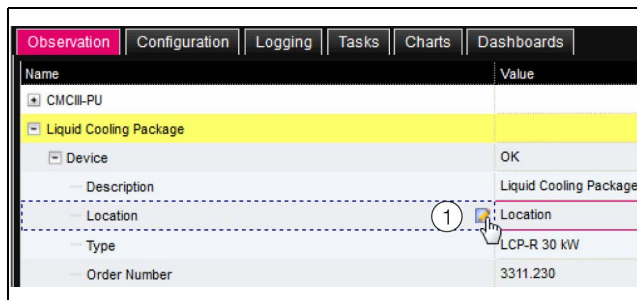 Observation Configuration Logging Tasks Charts Dashboards
Name Value
CMCIII-PU
Liquid Cooling Package
Device OK
Description Liquid Cooling Package
Location 1 Location
Type LCP-R 30 kW
Order Number 3311.230